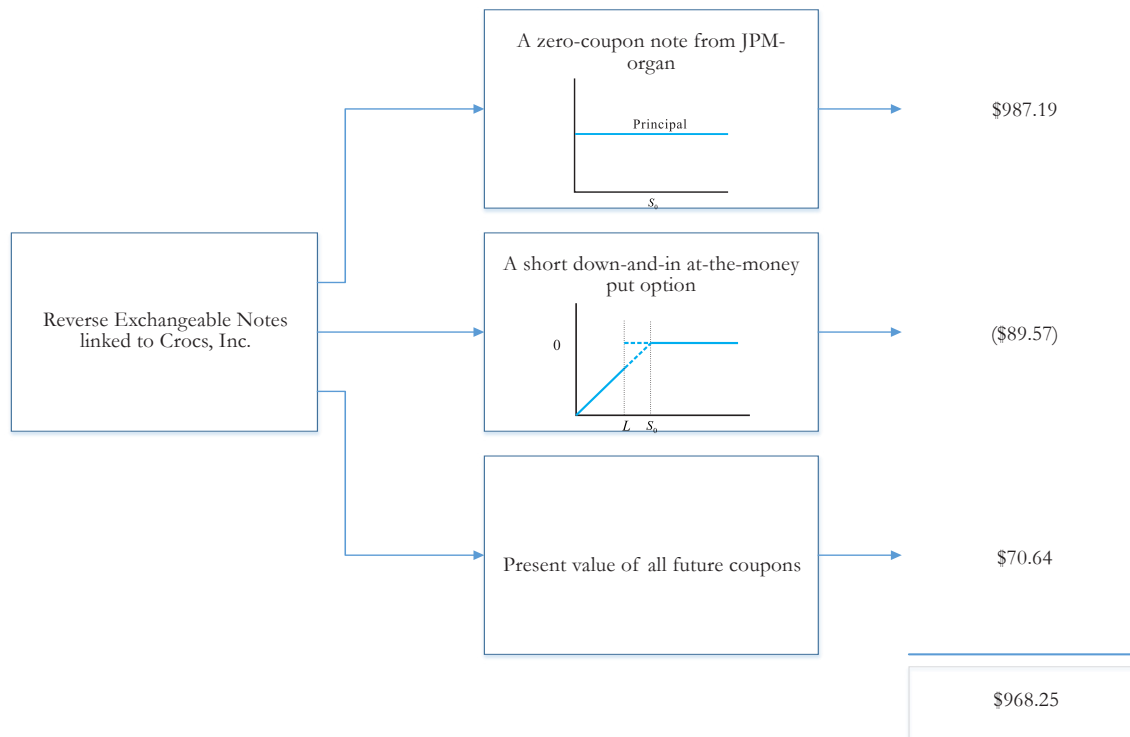 A zero-coupon note from JPM-
organ
Principal
S₀
$987.19
Reverse Exchangeable Notes
linked to Crocs, Inc.
A short down-and-in at-the-money
put option
0
L S₀
($89.57)
Present value of all future coupons
$70.64
$968.25